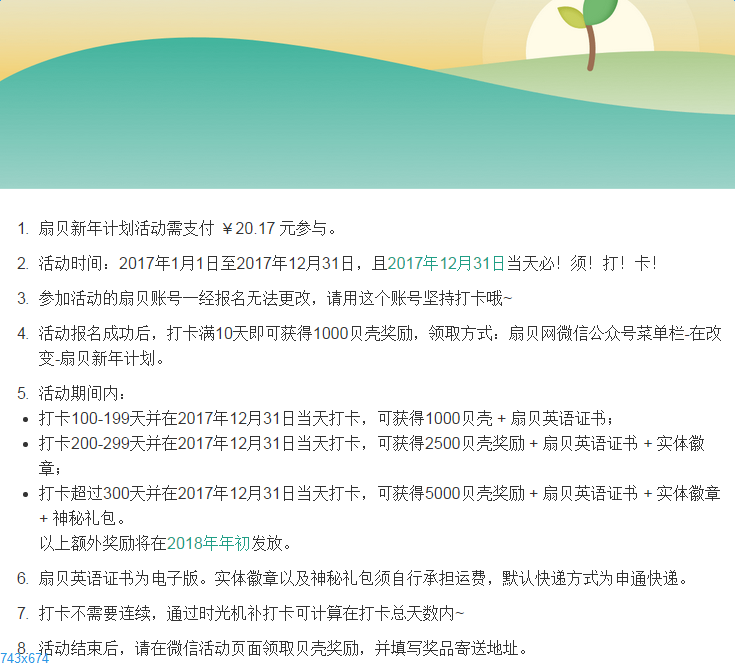 1. 扇贝新年计划活动需支付 ￥20.17 元参与。
2. 活动时间：2017年1月1日至2017年12月31日，且2017年12月31日当天必！须！打！卡！
3. 参加活动的扇贝账号一经报名无法更改，请用这个账号坚持打卡哦~
4. 活动报名成功后，打卡满10天即可获得1000贝壳奖励，领取方式：扇贝网微信公众号菜单栏-在改
变-扇贝新年计划。
5. 活动期间内：
• 打卡100-199天并在2017年12月31日当天打卡，可获得1000贝壳 + 扇贝英语证书；
• 打卡200-299天并在2017年12月31日当天打卡，可获得2500贝壳奖励 + 扇贝英语证书 + 实体徽
章；
• 打卡超过300天并在2017年12月31日当天打卡，可获得5000贝壳奖励 + 扇贝英语证书 + 实体徽章
+ 神秘礼包。
以上额外奖励将在2018年年初发放。
6. 扇贝英语证书为电子版。实体徽章以及神秘礼包须自行承担运费，默认快递方式为申通快递。
7. 打卡不需要连续，通过时光机补打卡可计算在打卡总天数内~
8. 活动结束后，请在微信活动页面领取贝壳奖励，并填写奖品寄送地址。
743x674